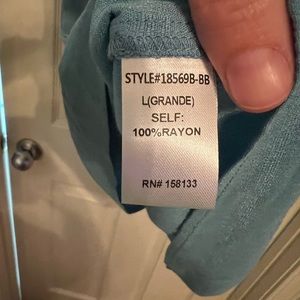 STYLE#18569B-BB
L(GRANDE)
SELF:
100%RAYON
RN# 158133